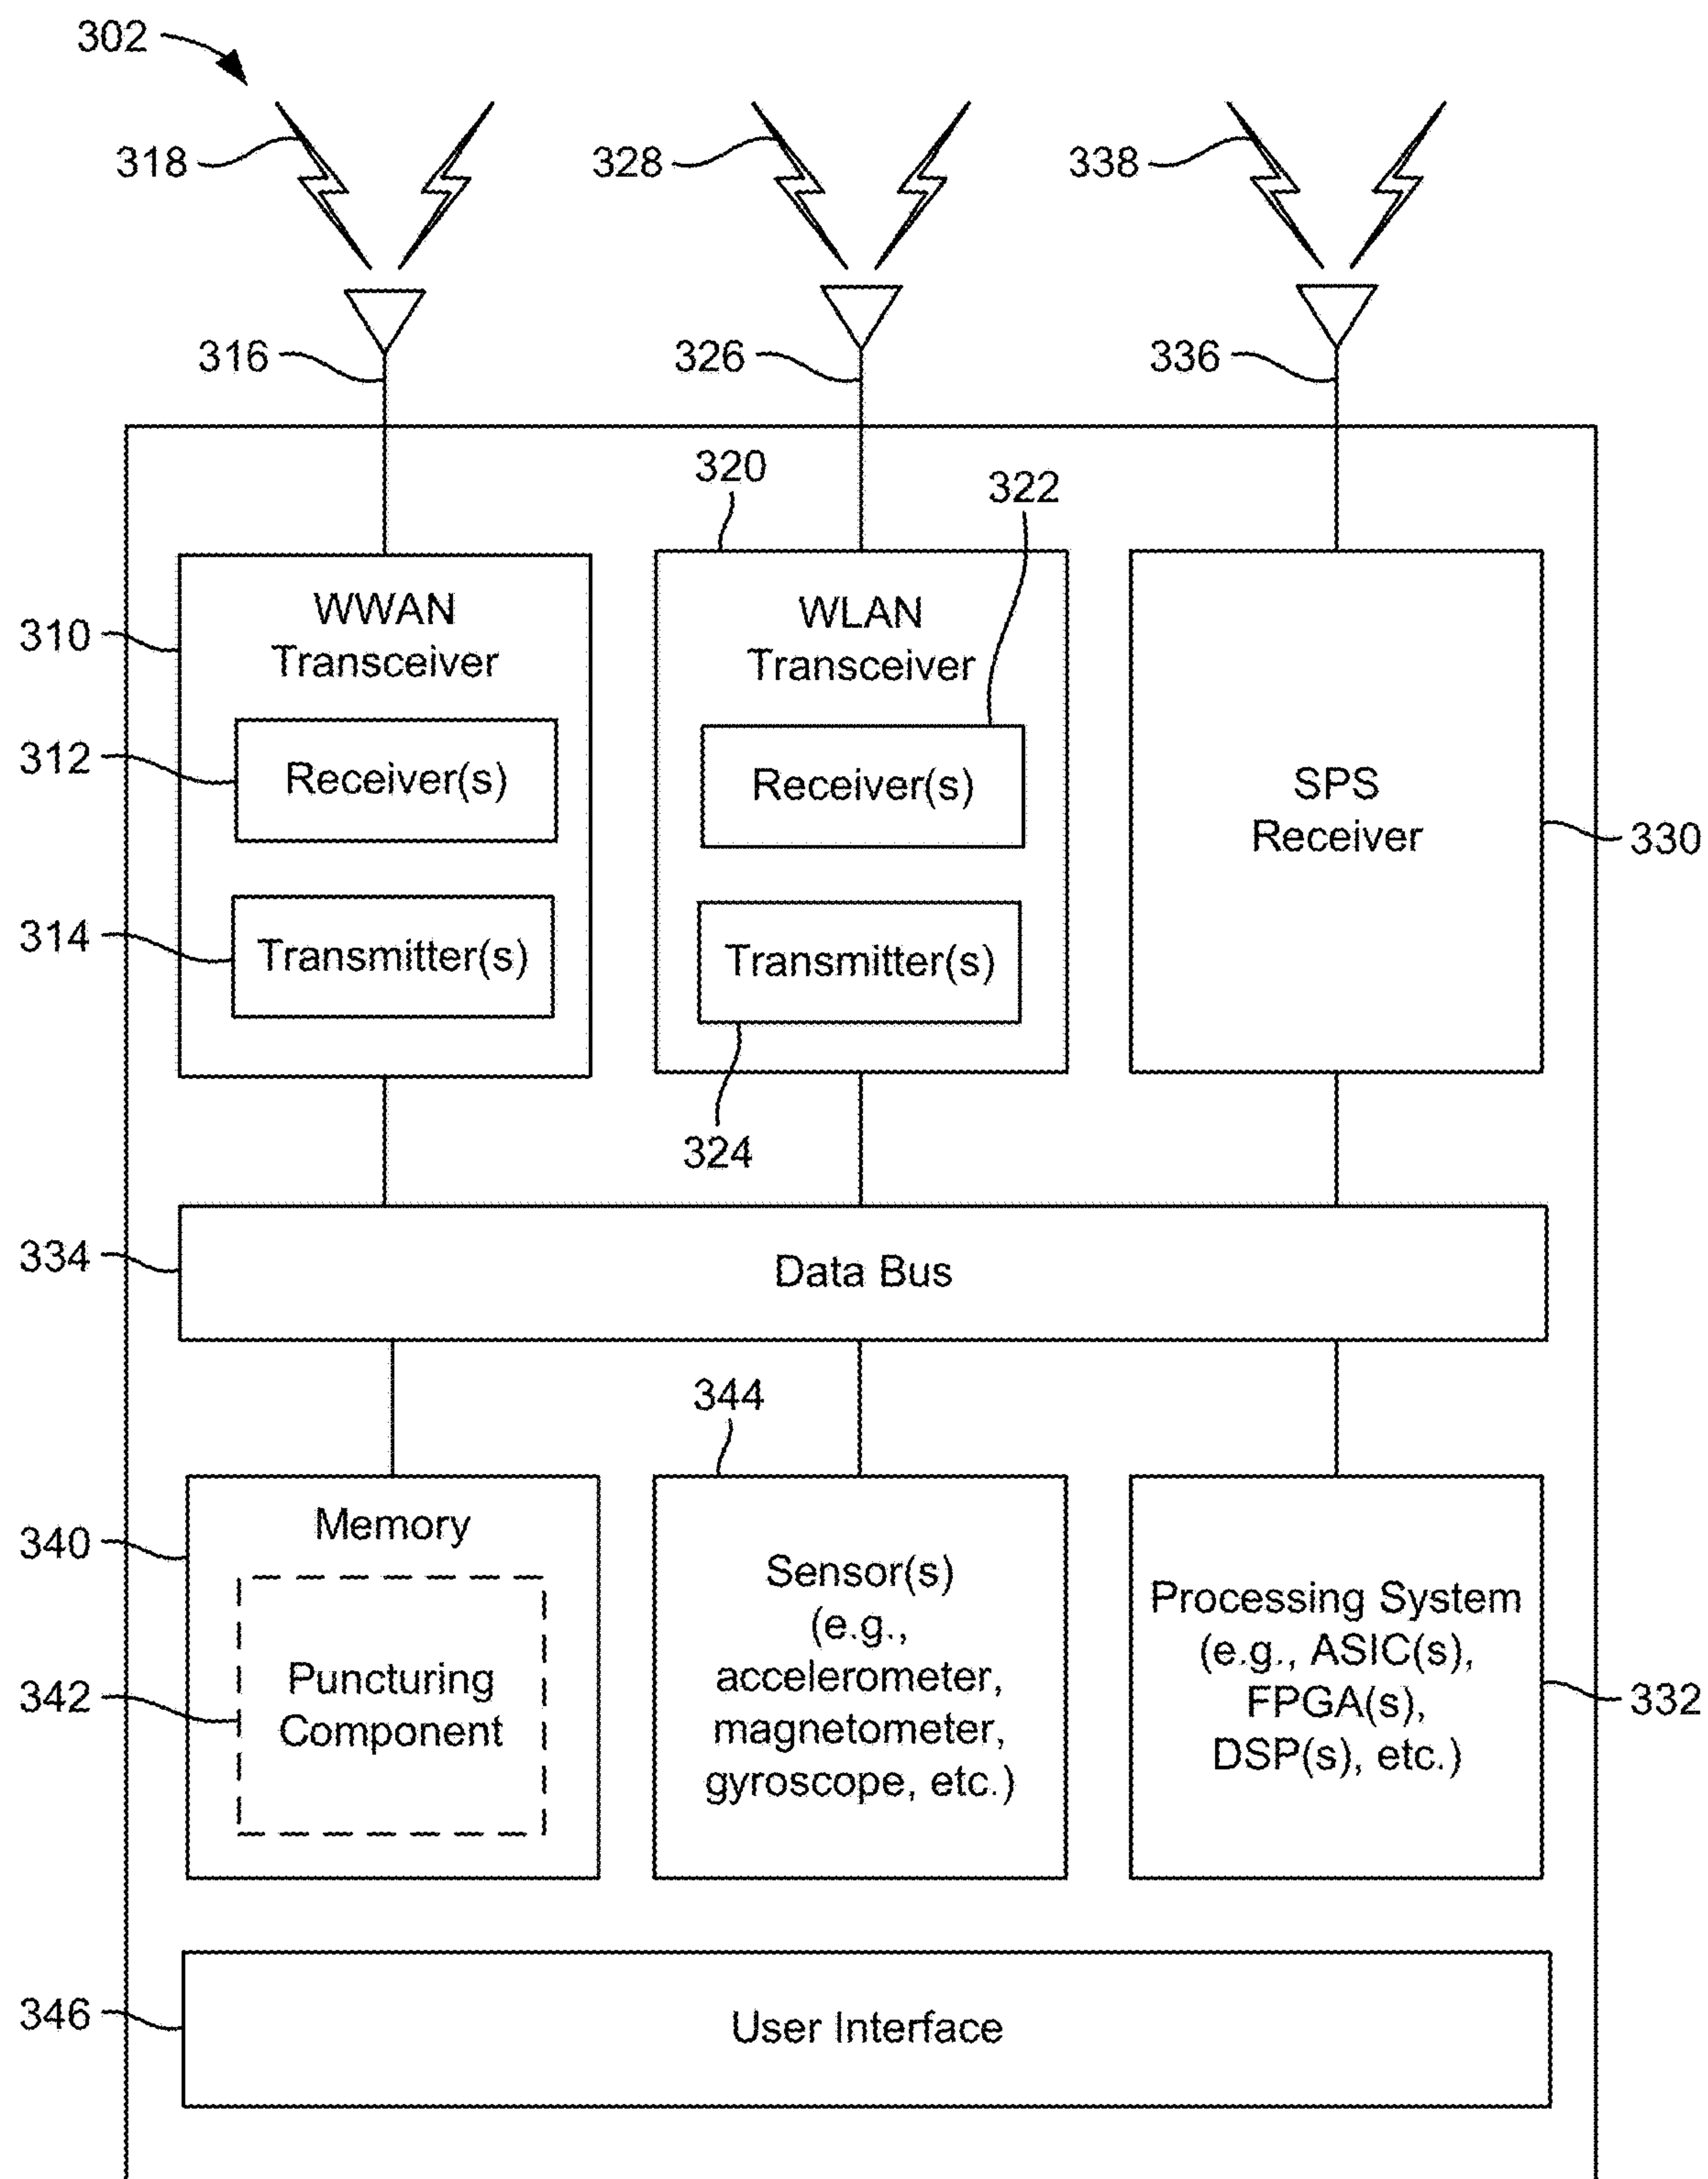 302
318
328
338
316
326
336
320
322
310
WWAN
Transceiver
WLAN
Transceiver
312
Receiver(s)
Receiver(s)
SPS
Receiver
330
314
Transmitter(s)
Transmitter(s)
324
334
Data Bus
344
340
Memory
342
Puncturing
Component
Sensor(s)
(e.g.,
accelerometer,
magnetometer,
gyroscope, etc.)
Processing System
(e.g., ASIC(s),
FPGA(s),
DSP(s), etc.)
332
346
User Interface